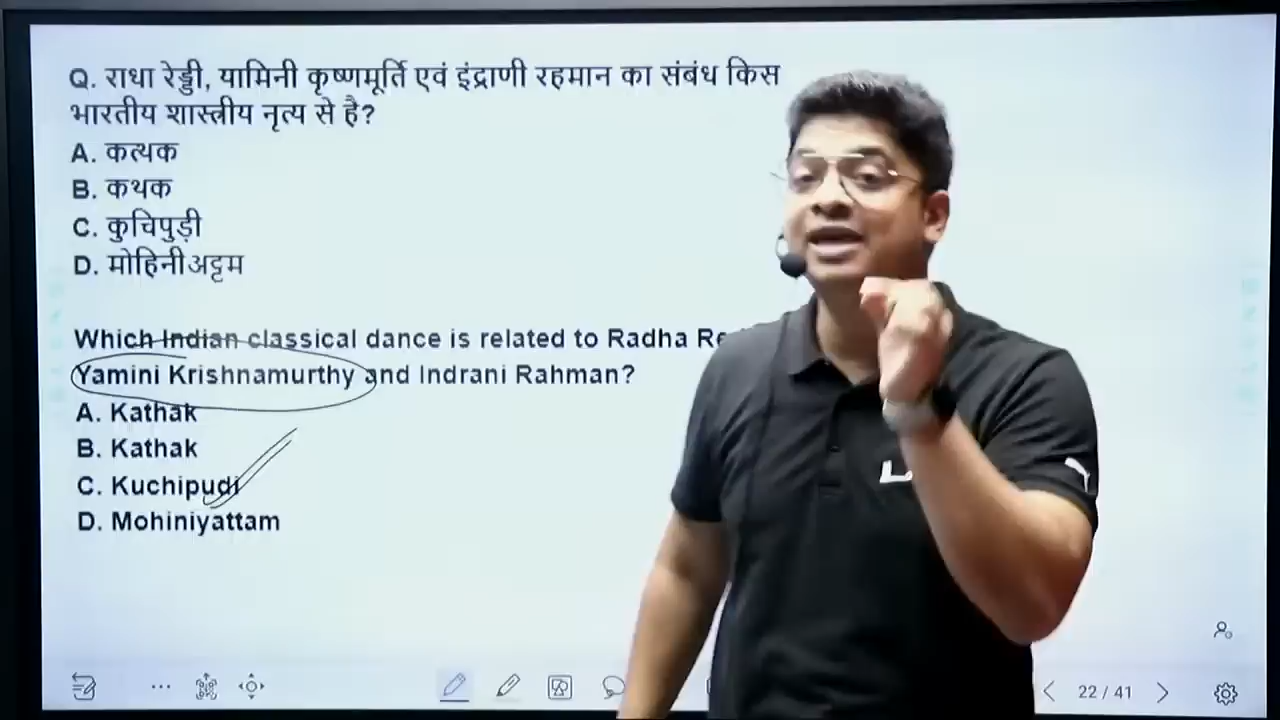 Q. राधा रेड्डी, यामिनी कृष्णमूर्ति एवं इंद्राणी रहमान का संबंध किस
भारतीय शास्त्रीय नृत्य से है?
A. कत्थक
B. कथक
C. कुचिपुड़ी
D. मोहिनीअट्टम
Which Indian classical dance is related to Radha
Yamini Krishnamurthy and Indrani Rahman?
A. Kathak
B. Kathak
C. Kuchipudi
D. Mohiniyattam
22 / 41